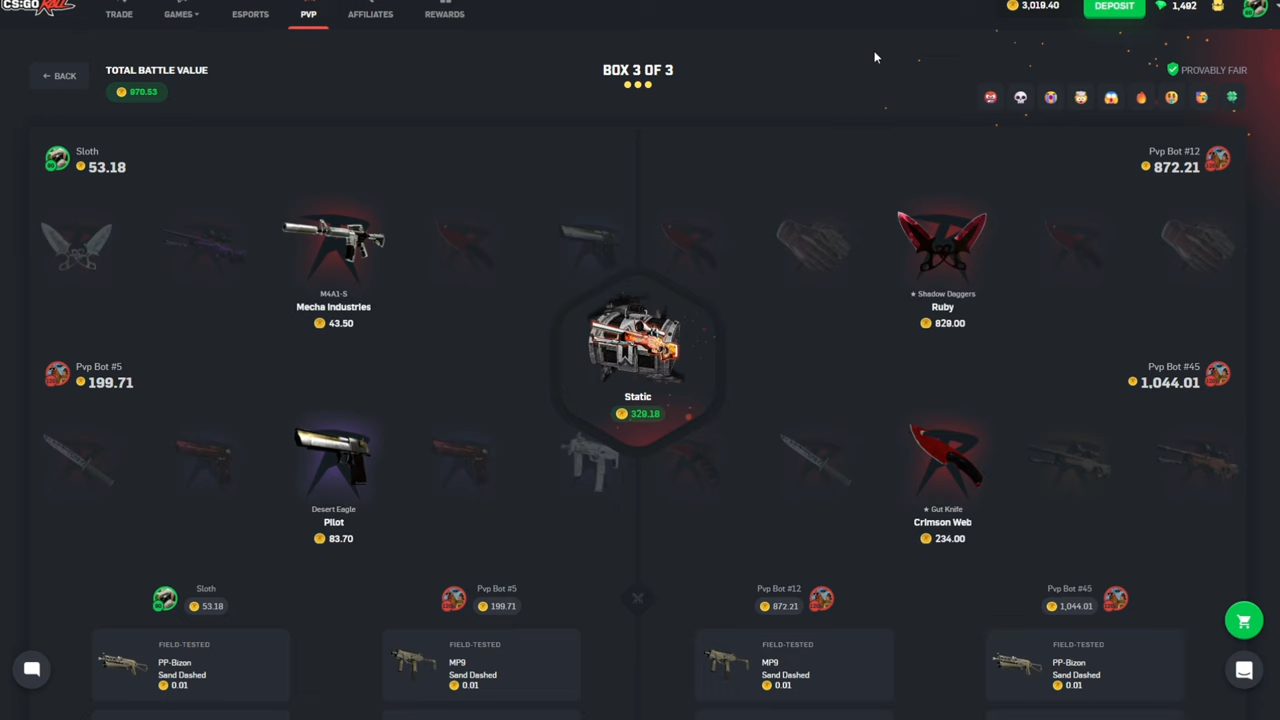 CS:GO Roll
TRADE
GAMES
ESPORTS
PVP
AFFILIATES
REWARDS
3,019.40
DEPOSIT
1,492
← BACK
TOTAL BATTLE VALUE
970.53
BOX 3 OF 3
PROVABLY FAIR
Sloth
53.18
Pvp Bot #12
872.21
M4A1-S
Mecha Industries
43.50
★ Shadow Daggers
Ruby
829.00
Static
329.18
Pvp Bot #5
199.71
Pvp Bot #45
1,044.01
Desert Eagle
Pilot
83.70
★ Gut Knife
Crimson Web
234.00
Sloth
53.18
Pvp Bot #5
199.71
Pvp Bot #12
872.21
Pvp Bot #45
1,044.01
FIELD-TESTED
PP-Bizon
Sand Dashed
0.01
FIELD-TESTED
MP9
Sand Dashed
0.01
FIELD-TESTED
MP9
Sand Dashed
0.01
FIELD-TESTED
PP-Bizon
Sand Dashed
0.01